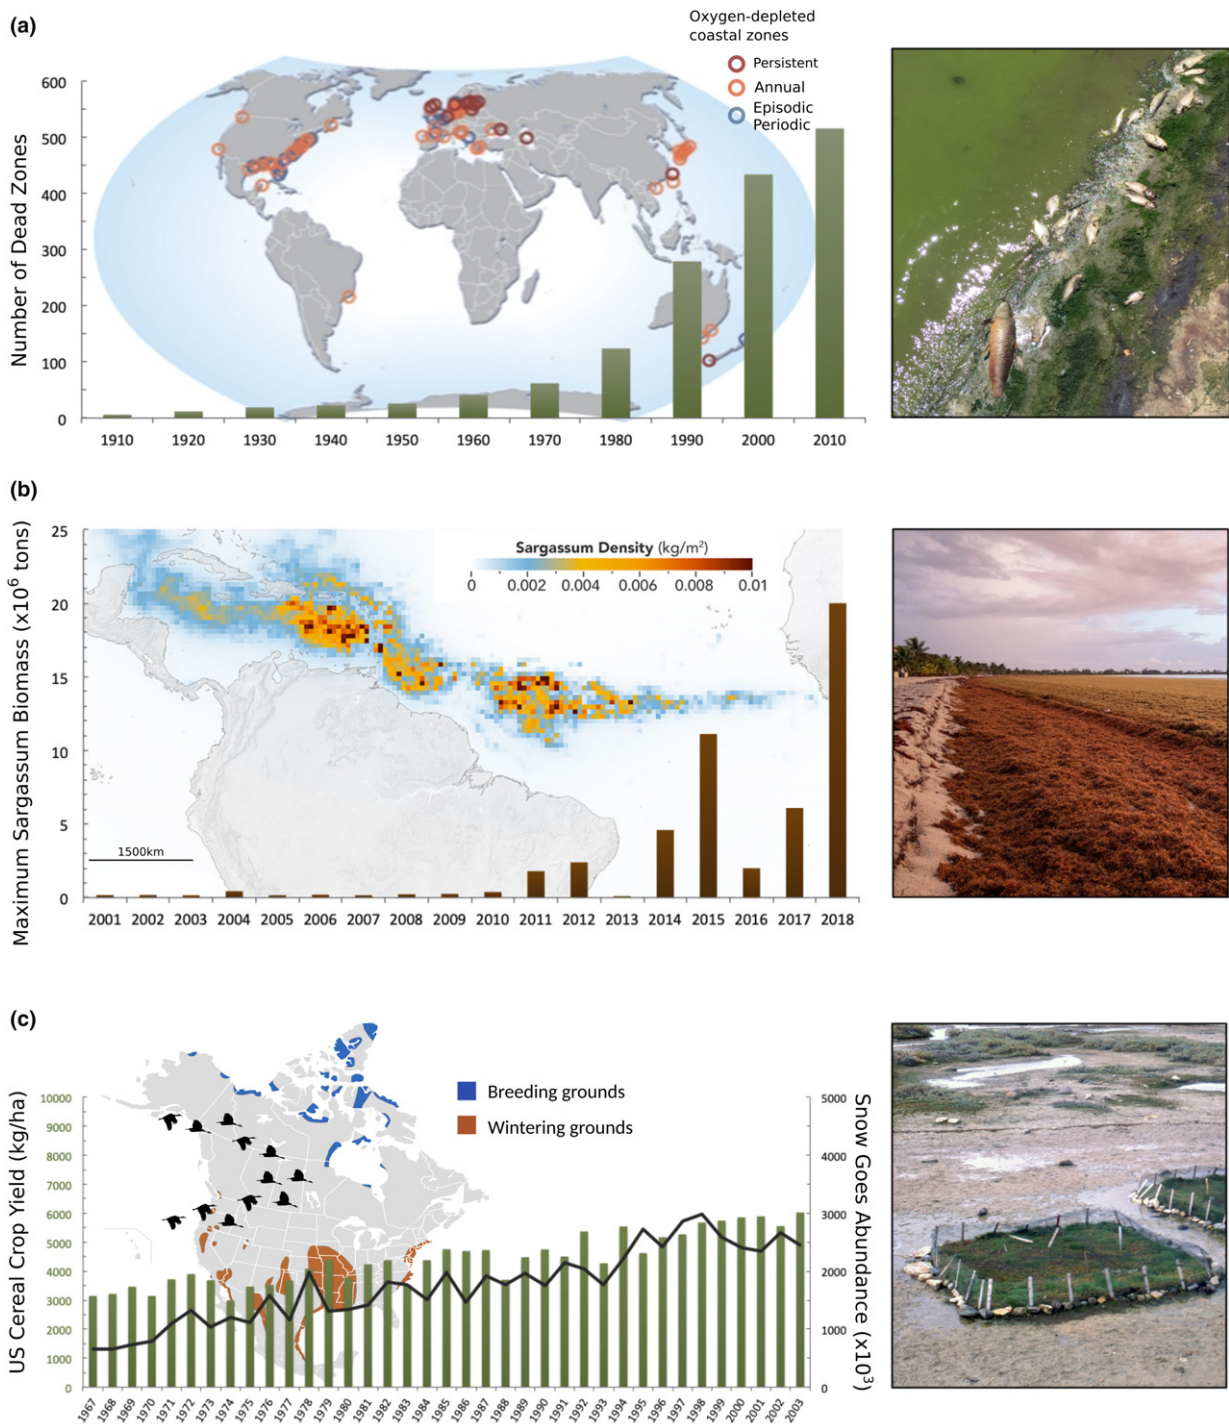 (a)
Oxygen-depleted
coastal zones
Persistent
Annual
Episodic
Periodic
Number of Dead Zones
600
500
400
300
200
100
0
1910 1920 1930 1940 1950 1960 1970 1980 1990 2000 2010
(b)
Maximum Sargassum Biomass (x10⁶ tons)
25
20
15
10
5
0
Sargassum Density (kg/m²)
0 0.002 0.004 0.006 0.008 0.01
1500km
2001 2002 2003 2004 2005 2006 2007 2008 2009 2010 2011 2012 2013 2014 2015 2016 2017 2018
(c)
Breeding grounds
Wintering grounds
US Cereal Crop Yield (kg/ha)
10000
9000
8000
7000
6000
5000
4000
3000
2000
1000
0
5000
4000
3000
2000
1000
0
Snow Goes Abundance (x10³)
1967 1968 1969 1970 1971 1972 1973 1974 1975 1976 1977 1978 1979 1980 1981 1982 1983 1984 1985 1986 1987 1988 1989 1990 1991 1992 1993 1994 1995 1996 1997 1998 1999 2000 2001 2002 2003